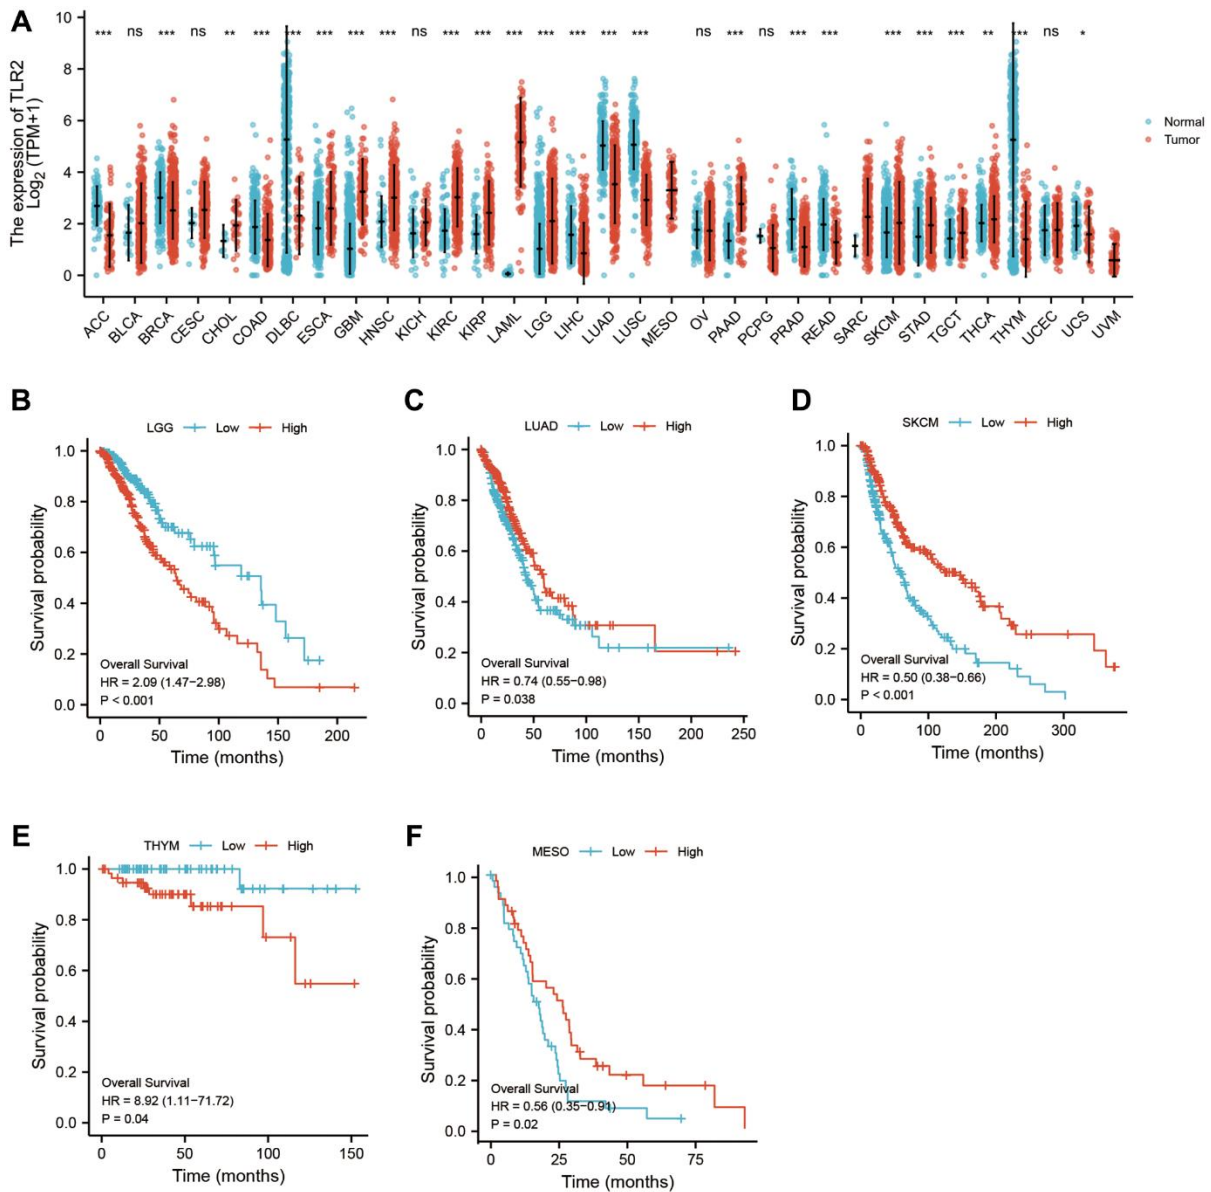 A
The expression of TLR2
Log2 (TPM+1)
10
8
6
4
2
0
*** ns *** ns ** *** *** *** *** *** ns *** *** *** *** *** *** *** ns *** ns *** *** *** *** *** ** *** ns *
Normal
Tumor
ACC BLCA BRCA CESC CHOL COAD DLBC ESCA GBM HNSC KICH KIRC KIRP LAML LGG LIHC LUAD LUSC MESO OV PAAD PCPG PRAD READ SARC SKCM STAD TGCT THCA THYM UCEC UCS UVM
B
LGG Low High
Survival probability
1.0
0.8
0.6
0.4
0.2
0.0
Overall Survival
HR = 2.09 (1.47−2.98)
P < 0.001
0 50 100 150 200
Time (months)
C
LUAD Low High
Survival probability
1.0
0.8
0.6
0.4
0.2
0.0
Overall Survival
HR = 0.74 (0.55−0.98)
P = 0.038
0 50 100 150 200 250
Time (months)
D
SKCM Low High
Survival probability
1.0
0.8
0.6
0.4
0.2
0.0
Overall Survival
HR = 0.50 (0.38−0.66)
P < 0.001
0 100 200 300
Time (months)
E
THYM Low High
Survival probability
1.0
0.8
0.6
0.4
0.2
0.0
Overall Survival
HR = 8.92 (1.11−71.72)
P = 0.04
0 50 100 150
Time (months)
F
MESO Low High
Survival probability
1.0
0.8
0.6
0.4
0.2
0.0
Overall Survival
HR = 0.56 (0.35−0.91)
P = 0.02
0 25 50 75
Time (months)